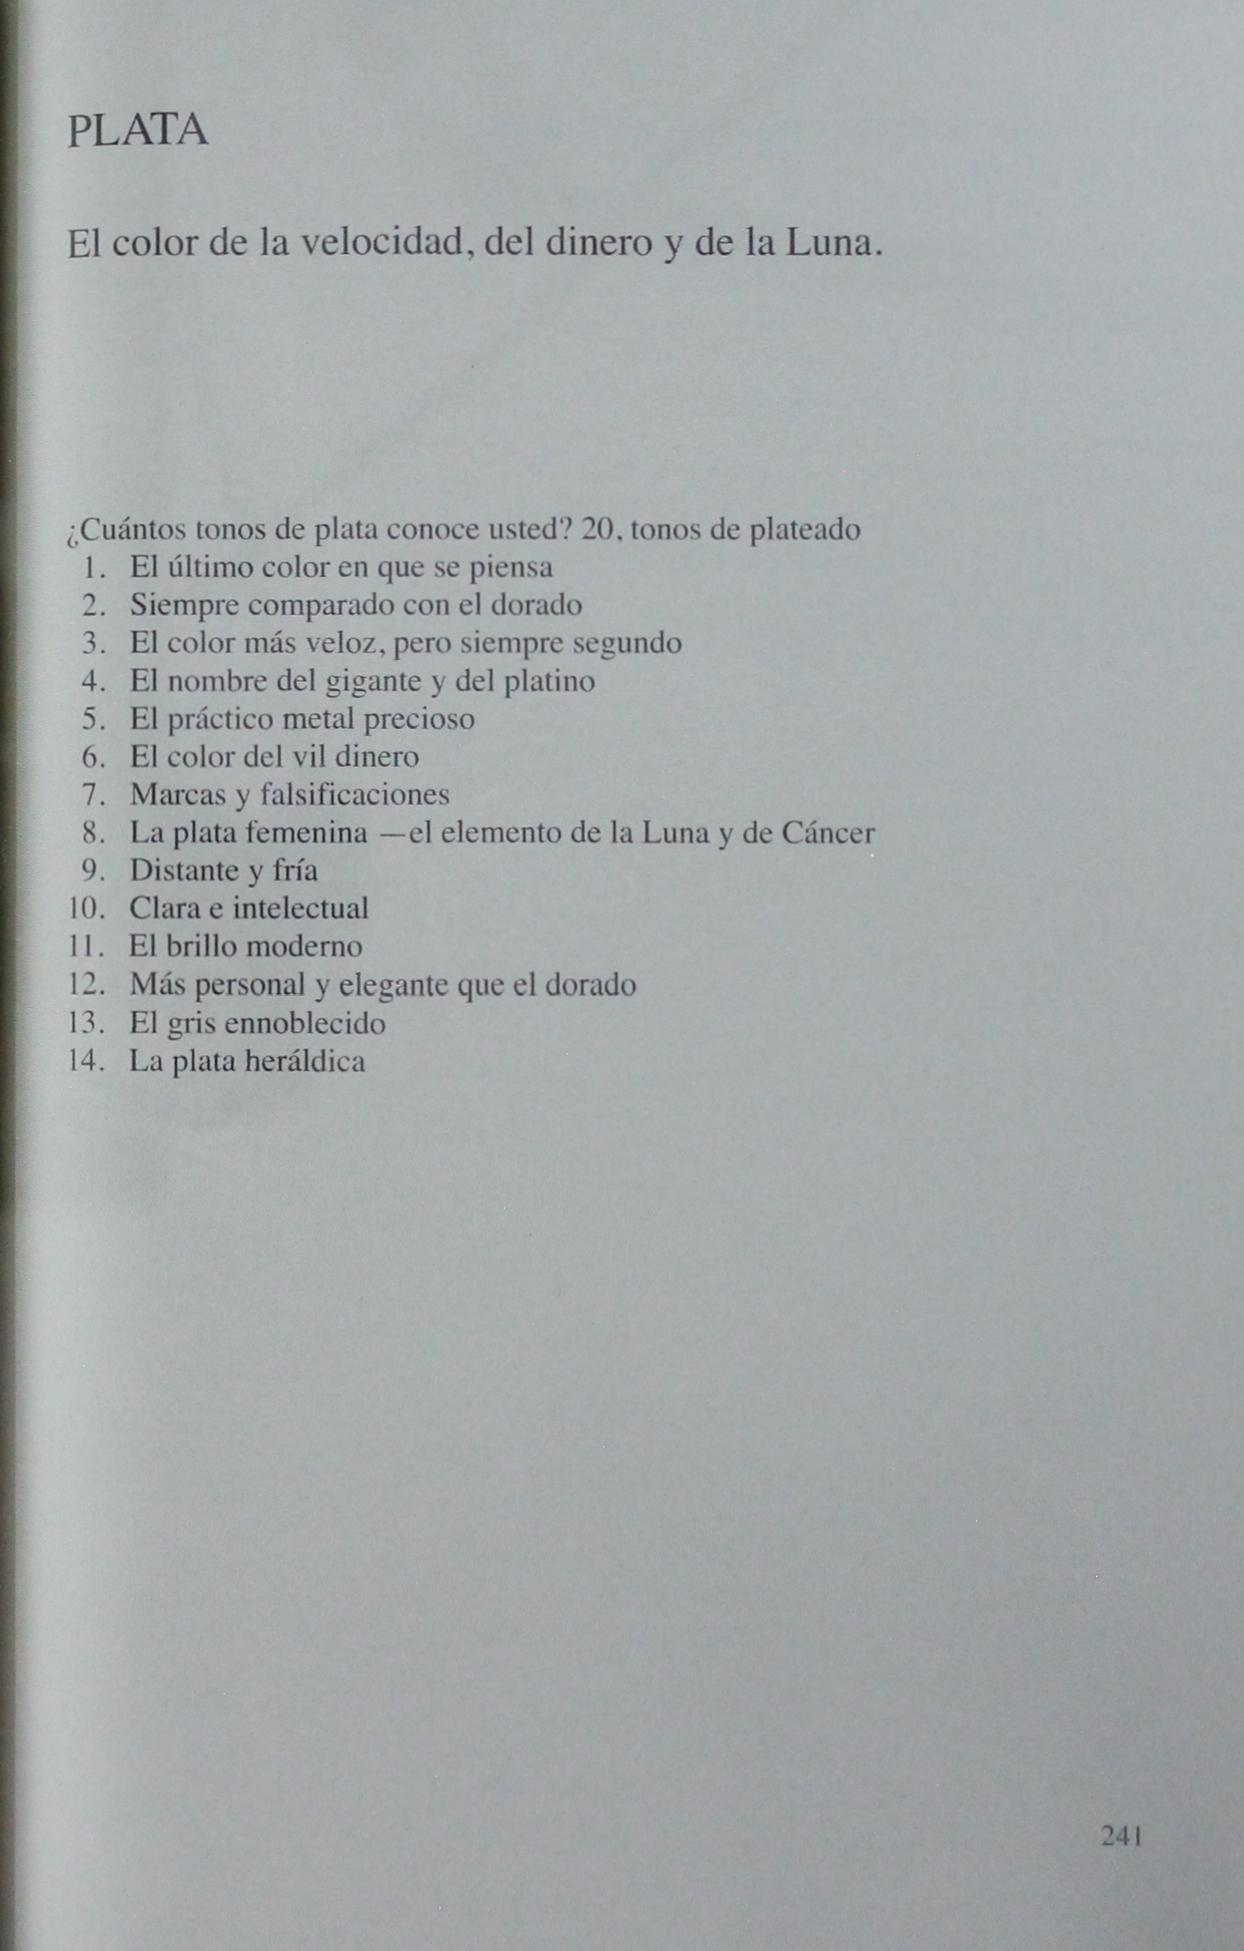 PLATA
El color de la velocidad, del dinero y de la Luna.
¿Cuántos tonos de plata conoce usted? 20, tonos de plateado
1. El último color en que se piensa
2. Siempre comparado con el dorado
3. El color más veloz, pero siempre segundo
4. El nombre del gigante y del platino
5. El práctico metal precioso
6. El color del vil dinero
7. Marcas y falsificaciones
8. La plata femenina —el elemento de la Luna y de Cáncer
9. Distante y fría
10. Clara e intelectual
11. El brillo moderno
12. Más personal y elegante que el dorado
13. El gris ennoblecido
14. La plata heráldica
241